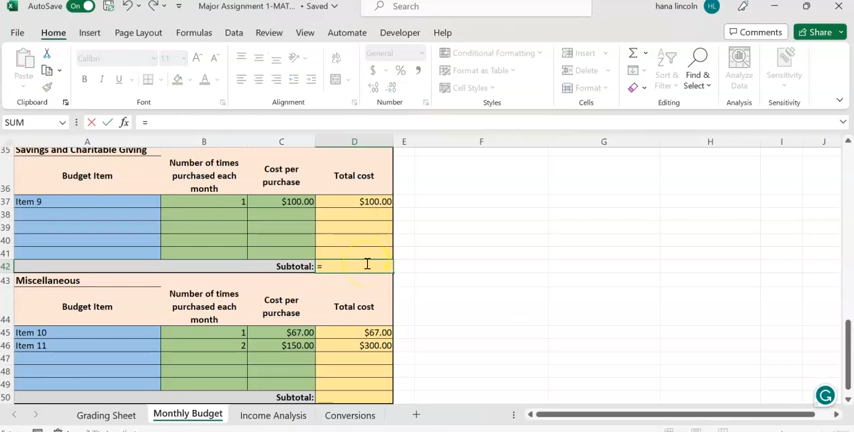 AutoSave On Major Assignment 1-MAT... • Saved Search hana lincoln HL
File Home Insert Page Layout Formulas Data Review View Automate Developer Help Comments Share
Paste Calibri 11 A A General Conditional Formatting Insert Σ
B I U A $ % 9 Format as Table Delete Sort & Filter Find & Select Analyze Data Sensitivity
Cell Styles Format
Clipboard Font Alignment Number Styles Cells Editing Analysis Sensitivity
SUM fx =
A B C D E F G H I J
35 Savings and Charitable Giving
36 Budget Item Number of times purchased each month Cost per purchase Total cost
37 Item 9 1 $100.00 $100.00
38
39
40
41
42 Subtotal: =
43 Miscellaneous
44 Budget Item Number of times purchased each month Cost per purchase Total cost
45 Item 10 1 $67.00 $67.00
46 Item 11 2 $150.00 $300.00
47
48
49
50 Subtotal:
Grading Sheet Monthly Budget Income Analysis Conversions